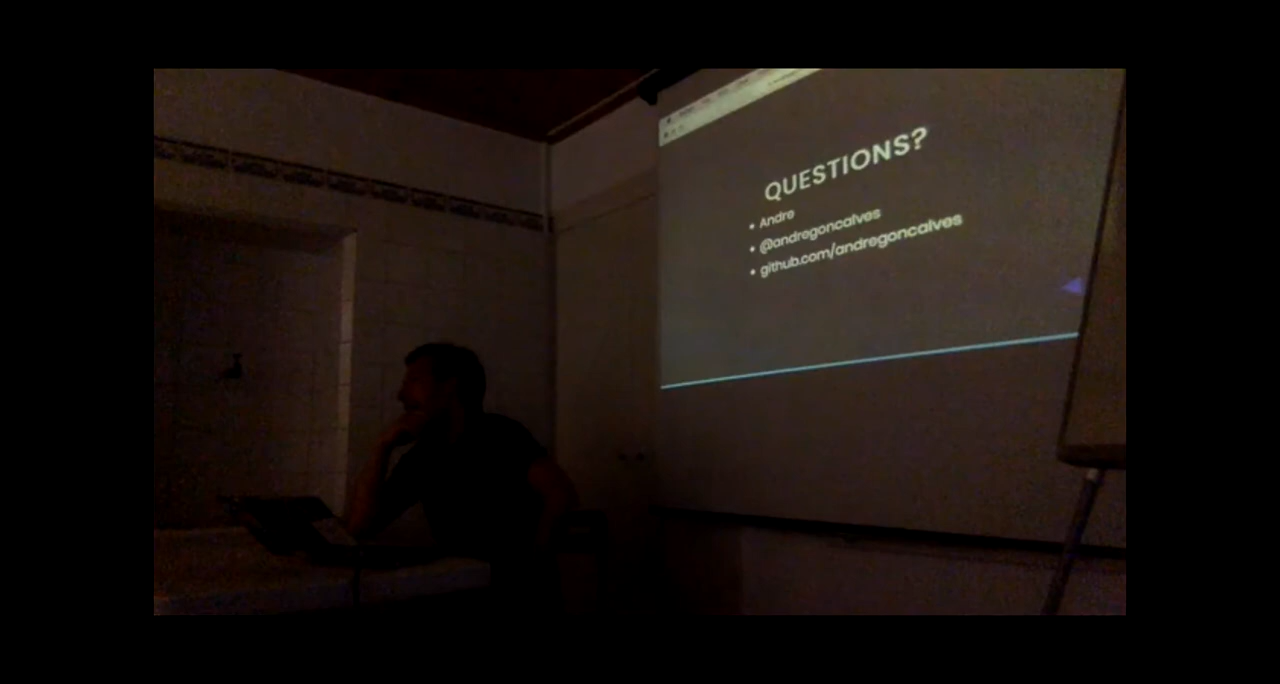 QUESTIONS?
• Andre
• @andregoncalves
• github.com/andregoncalves